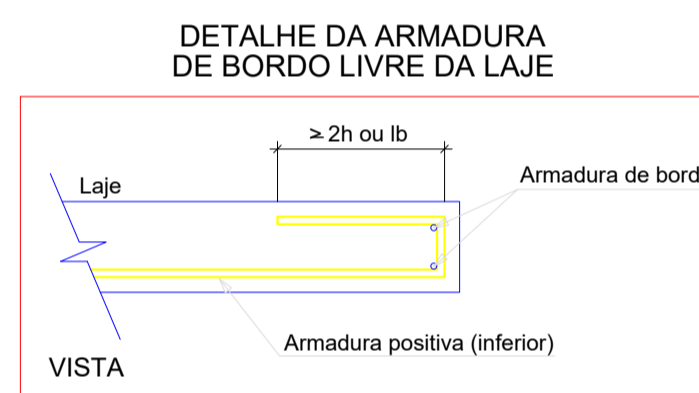 DETALHE DA ARMADURA
DE BORDO LIVRE DA LAJE
≥ 2h ou lb
Laje
Armadura de bord
Armadura positiva (inferior)
VISTA